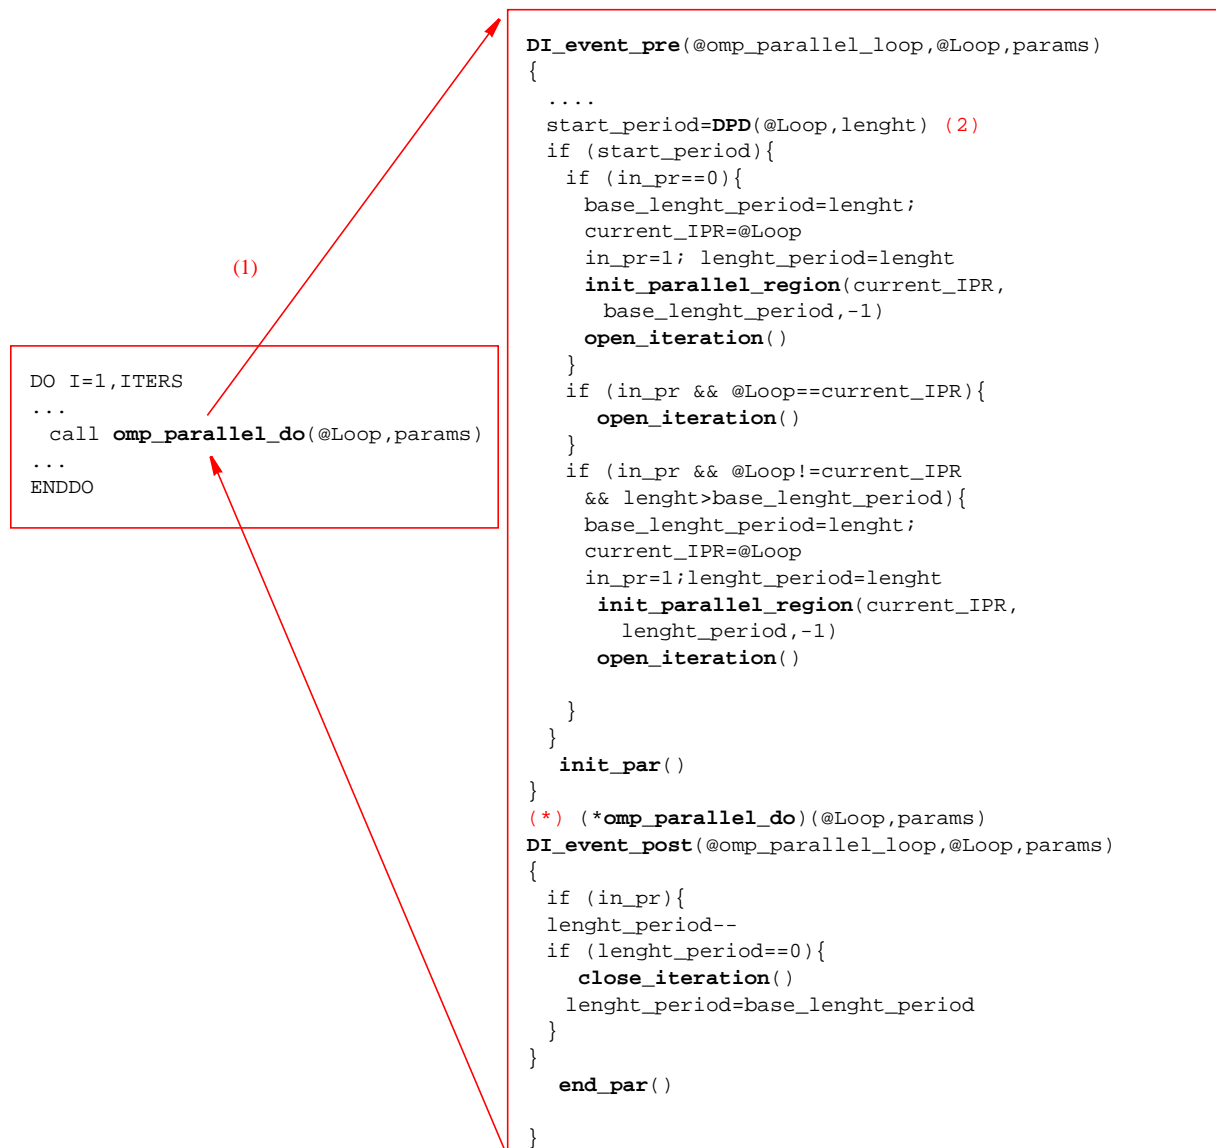 (1)
DO I=1,ITERS
...
call omp_parallel_do(@Loop,params)
...
ENDDO
DI_event_pre(@omp_parallel_loop,@Loop,params)
{
....
start_period=DPD(@Loop,lenght) (2)
if (start_period){
if (in_pr==0){
base_lenght_period=lenght;
current_IPR=@Loop
in_pr=1; lenght_period=lenght
init_parallel_region(current_IPR,
base_lenght_period,-1)
open_iteration()
}
if (in_pr && @Loop==current_IPR){
open_iteration()
}
if (in_pr && @Loop!=current_IPR
&& lenght>base_lenght_period){
base_lenght_period=lenght;
current_IPR=@Loop
in_pr=1;lenght_period=lenght
init_parallel_region(current_IPR,
lenght_period,-1)
open_iteration()
}
}
init_par()
}
(*) (*omp_parallel_do)(@Loop,params)
DI_event_post(@omp_parallel_loop,@Loop,params)
{
if (in_pr){
lenght_period--
if (lenght_period==0){
close_iteration()
lenght_period=base_lenght_period
}
}
end_par()
}